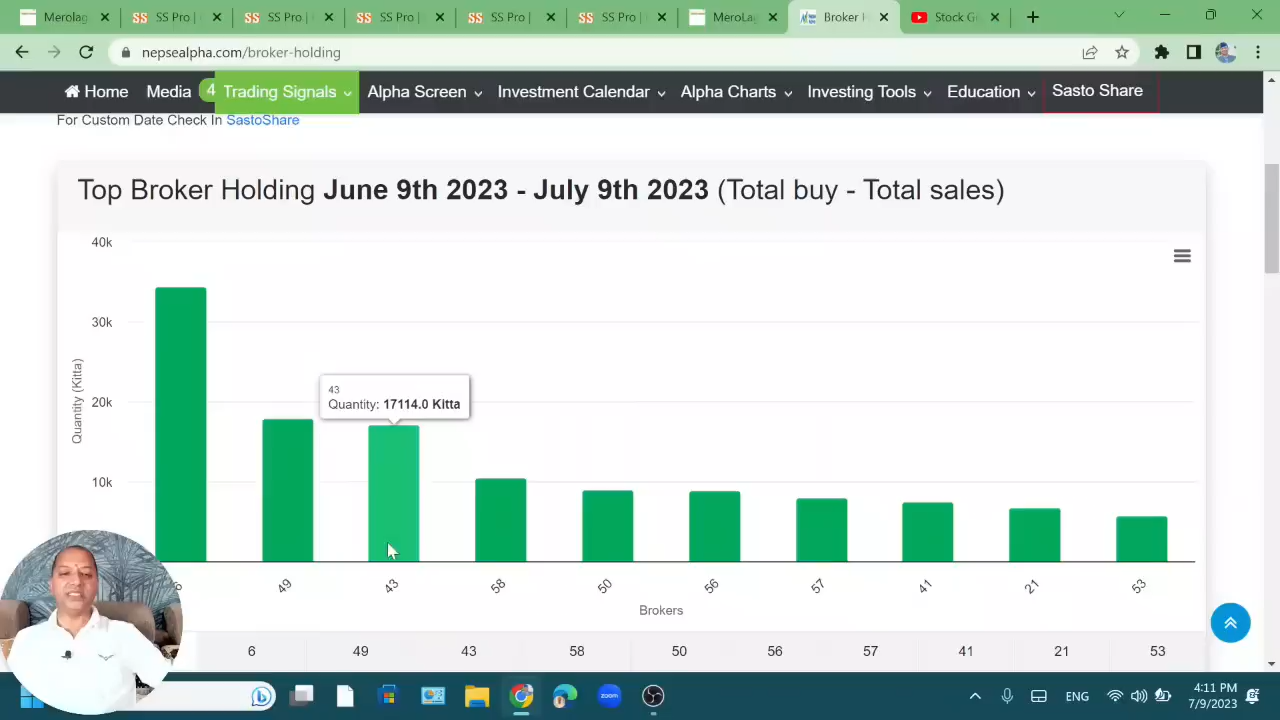 Merolag
SS Pro |
SS Pro |
SS Pro |
SS Pro |
MeroLag
Broker H
Stock G
nepsealpha.com/broker-holding
Home
Media
4
Trading Signals
Alpha Screen
Investment Calendar
Alpha Charts
Investing Tools
Education
Sasto Share
For Custom Date Check In SastoShare
Top Broker Holding June 9th 2023 - July 9th 2023 (Total buy - Total sales)
40k
30k
20k
10k
Quantity (Kitta)
43
Quantity: 17114.0 Kitta
49
43
58
50
56
57
41
21
53
Brokers
6 49 43 58 50 56 57 41 21 53
zoom
ENG
4:11 PM
7/9/2023